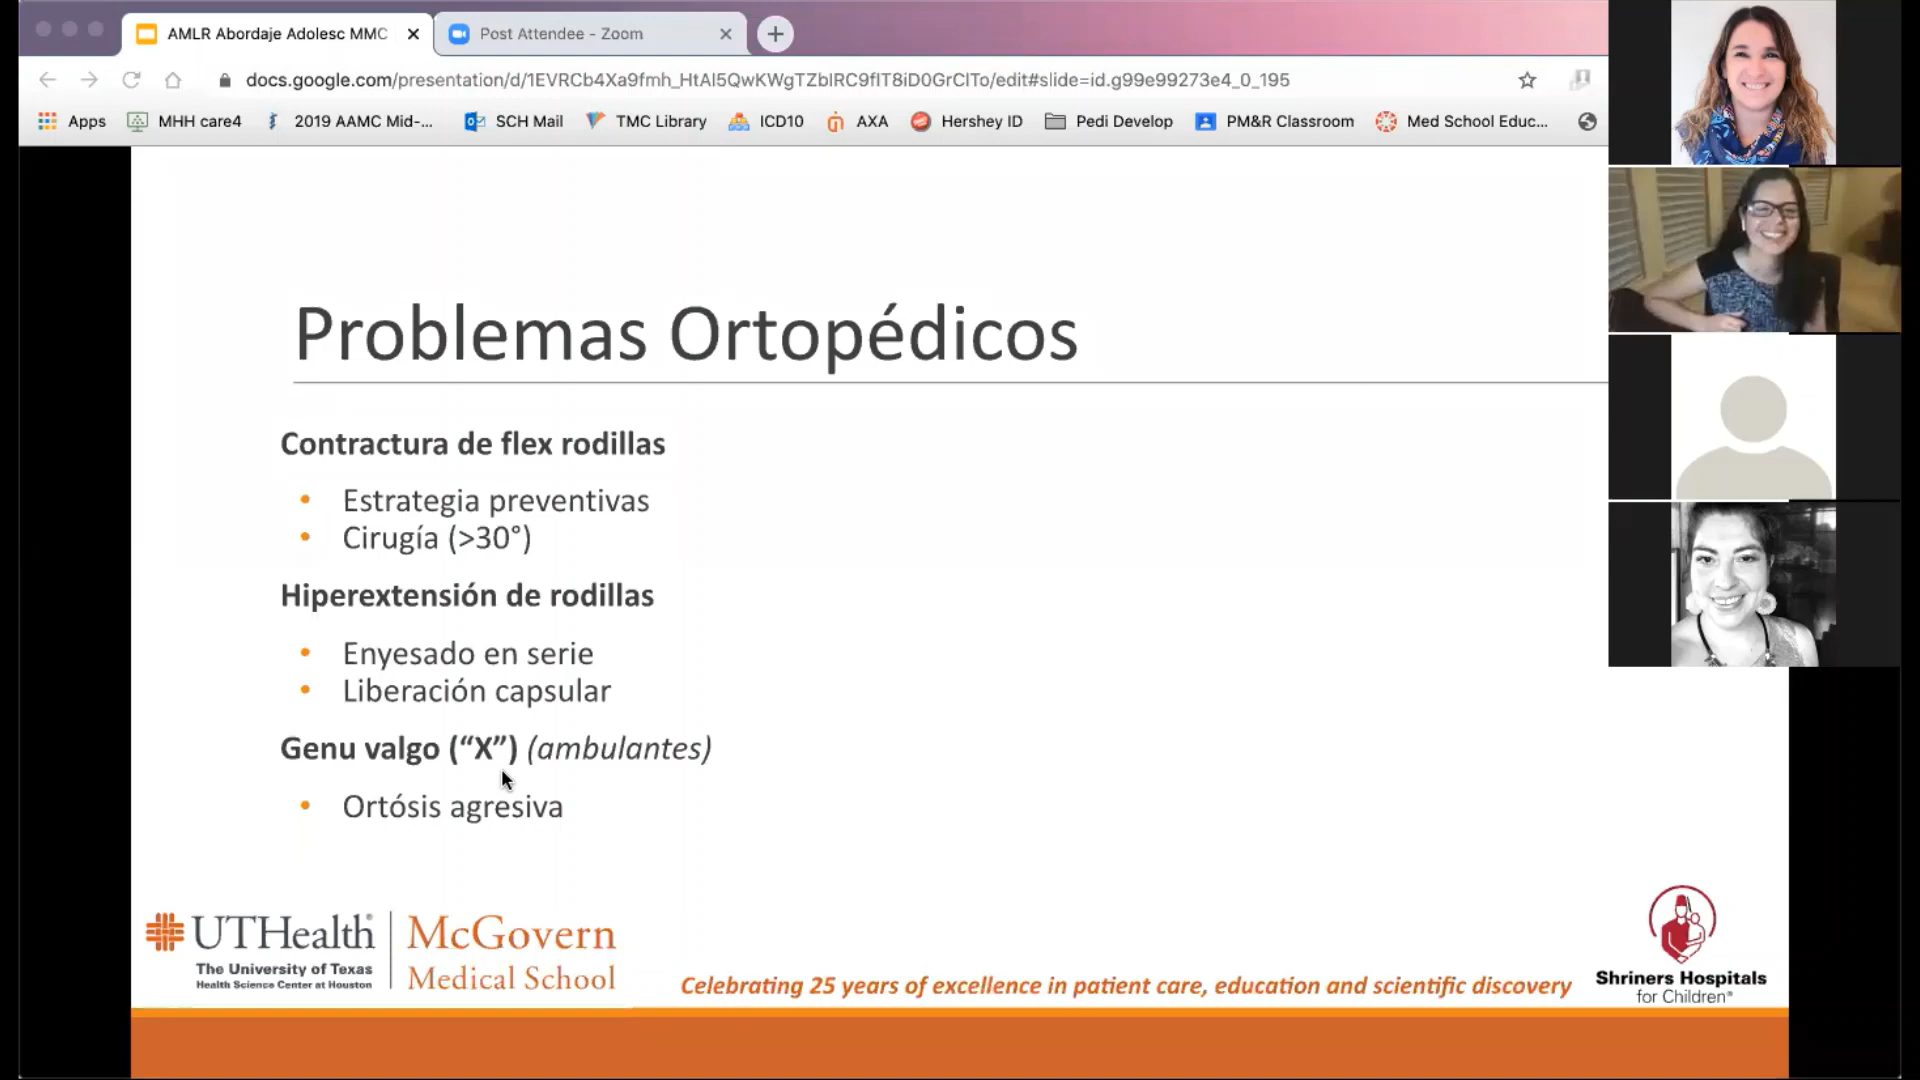 AMLR Abordaje Adolesc MMC
Post Attendee - Zoom
docs.google.com/presentation/d/1EVRCb4Xa9fmh_HtAl5QwKWgTZblRC9flT8iD0GrClTo/edit#slide=id.g99e99273e4_0_195
Apps MHH care4 2019 AAMC Mid-... SCH Mail TMC Library ICD10 AXA Hershey ID Pedi Develop PM&R Classroom Med School Educ...
Problemas Ortopédicos
Contractura de flex rodillas
• Estrategia preventivas
• Cirugía (>30°)
Hiperextensión de rodillas
• Enyesado en serie
• Liberación capsular
Genu valgo (“X”) (ambulantes)
• Ortósis agresiva
UTHealth®
The University of Texas
Health Science Center at Houston
McGovern
Medical School
Celebrating 25 years of excellence in patient care, education and scientific discovery
Shriners Hospitals
for Children®